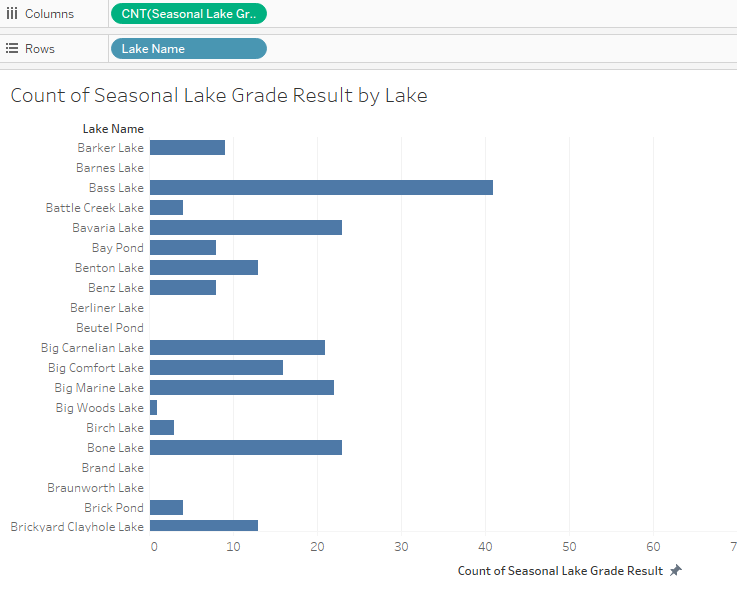 Columns CNT(Seasonal Lake Gr..
Rows Lake Name
Count of Seasonal Lake Grade Result by Lake
Lake Name
Barker Lake
Barnes Lake
Bass Lake
Battle Creek Lake
Bavaria Lake
Bay Pond
Benton Lake
Benz Lake
Berliner Lake
Beutel Pond
Big Carnelian Lake
Big Comfort Lake
Big Marine Lake
Big Woods Lake
Birch Lake
Bone Lake
Brand Lake
Braunworth Lake
Brick Pond
Brickyard Clayhole Lake
0 10 20 30 40 50 60 7
Count of Seasonal Lake Grade Result